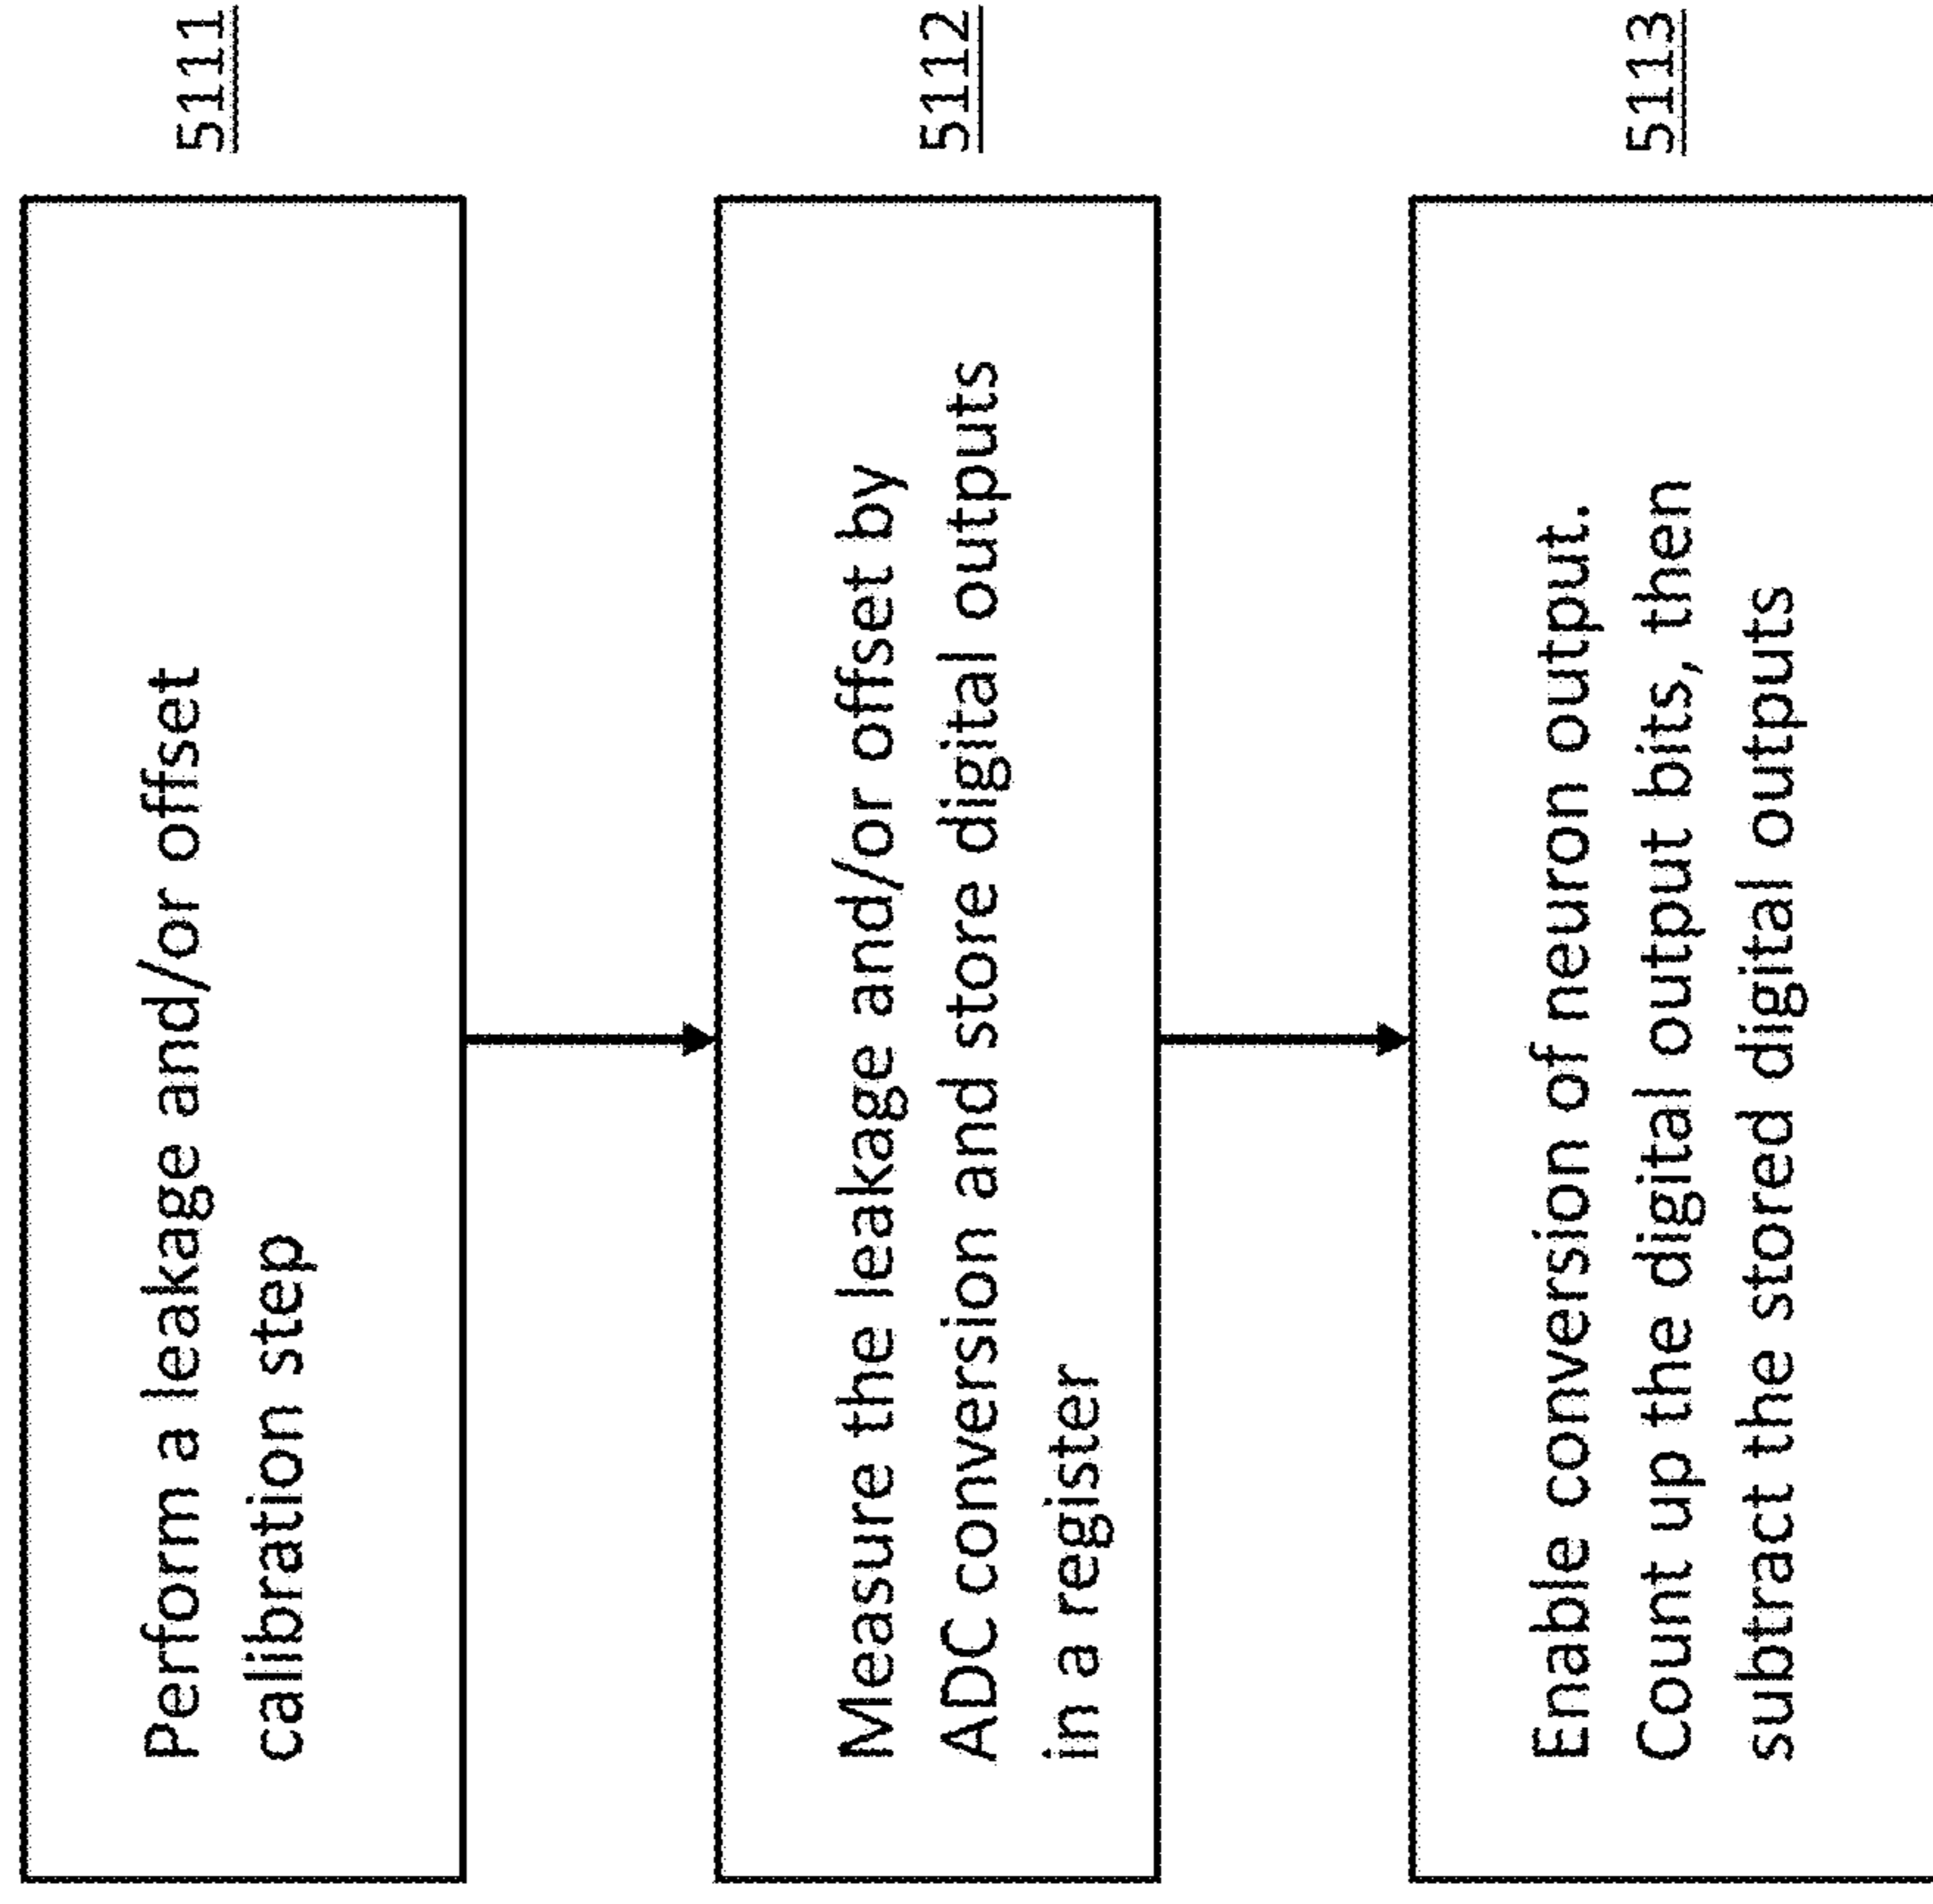 Perform a leakage and/or offset
calibration step
5111
Measure the leakage and/or offset by
ADC conversion and store digital outputs
in a register
5112
Enable conversion of neuron output.
Count up the digital output bits, then
subtract the stored digital outputs
5113